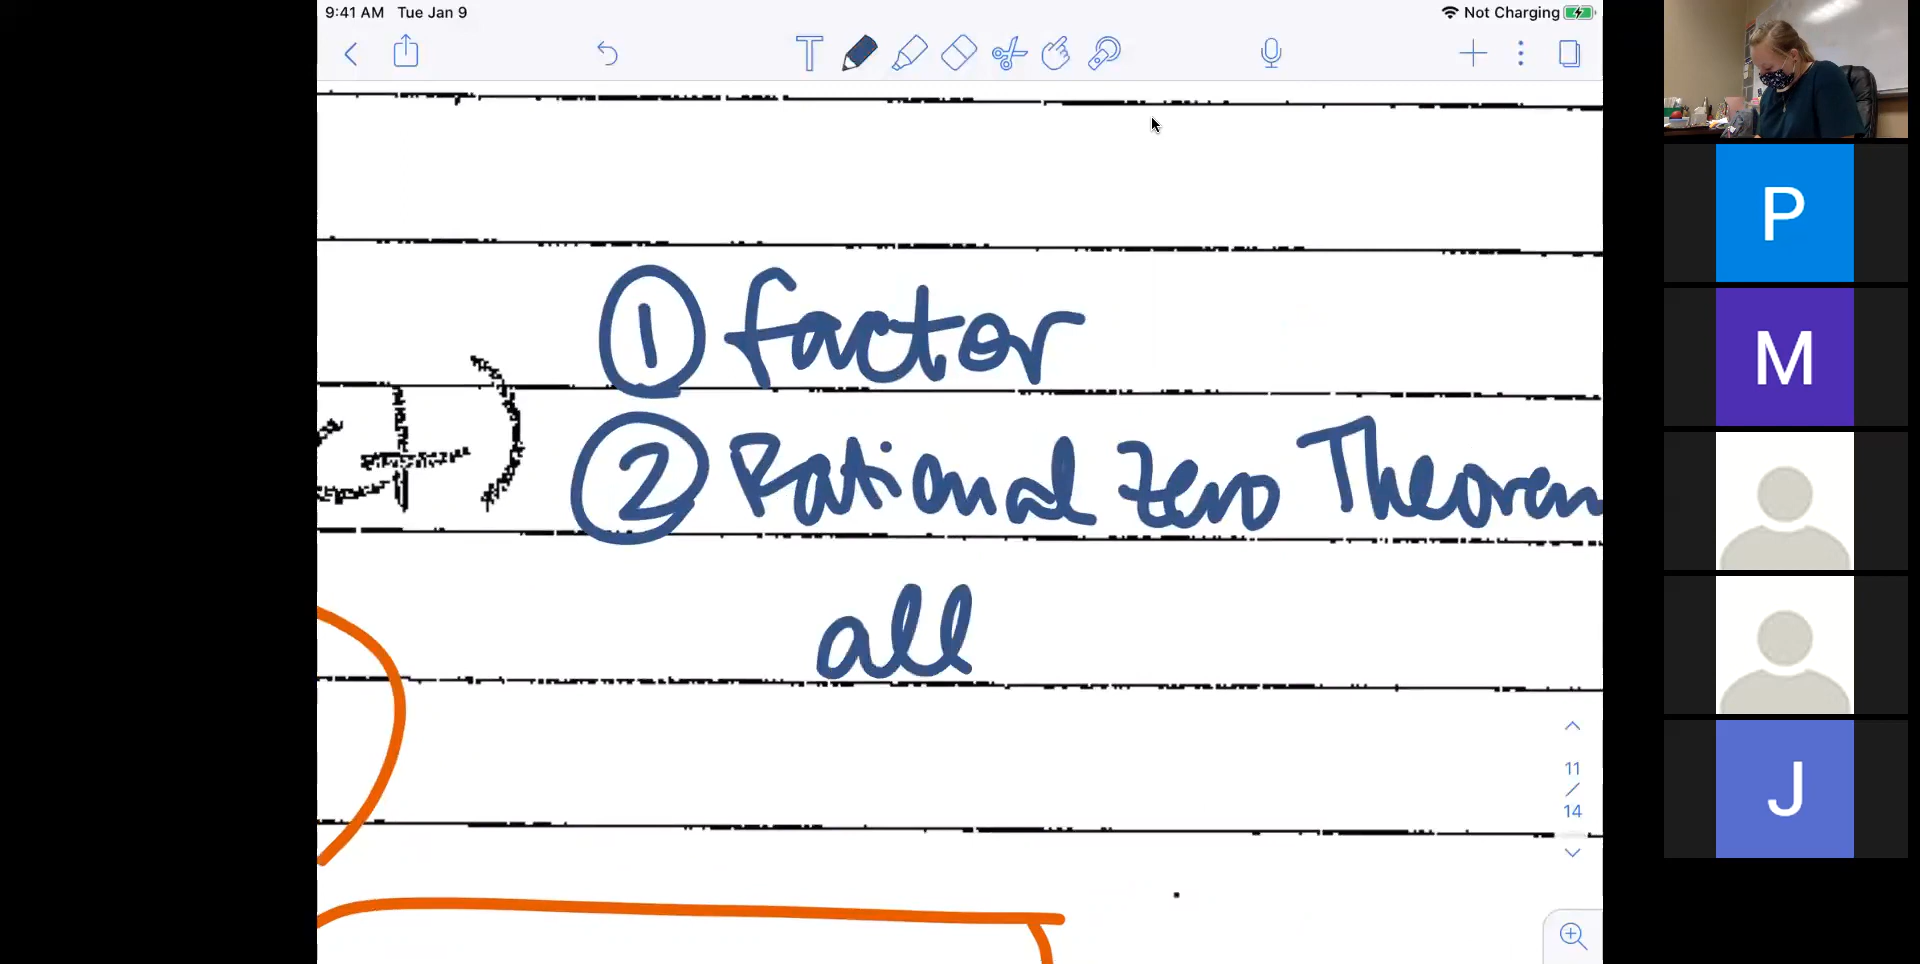 9:41 AM Tue Jan 9
Not Charging
T
① factor
② Rational Zero Theorem
all
11
/
14
P
M
J